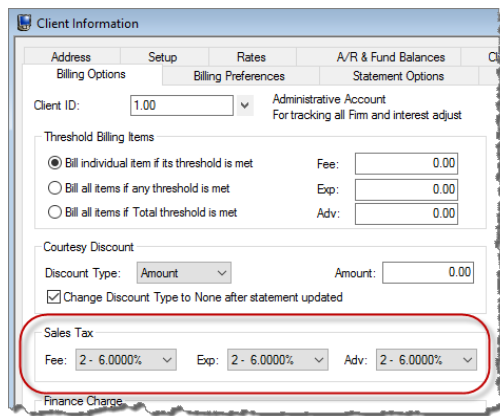 Client Information
Address Setup Rates A/R & Fund Balances
Billing Options Billing Preferences Statement Options
Client ID: 1.00 Administrative Account
For tracking all Firm and interest adjust
Threshold Billing Items
Bill individual item if its threshold is met Fee: 0.00
Bill all items if any threshold is met Exp: 0.00
Bill all items if Total threshold is met Adv: 0.00
Courtesy Discount
Discount Type: Amount Amount: 0.00
Change Discount Type to None after statement updated
Sales Tax
Fee: 2 - 6.0000% Exp: 2 - 6.0000% Adv: 2 - 6.0000%
Finance Charge